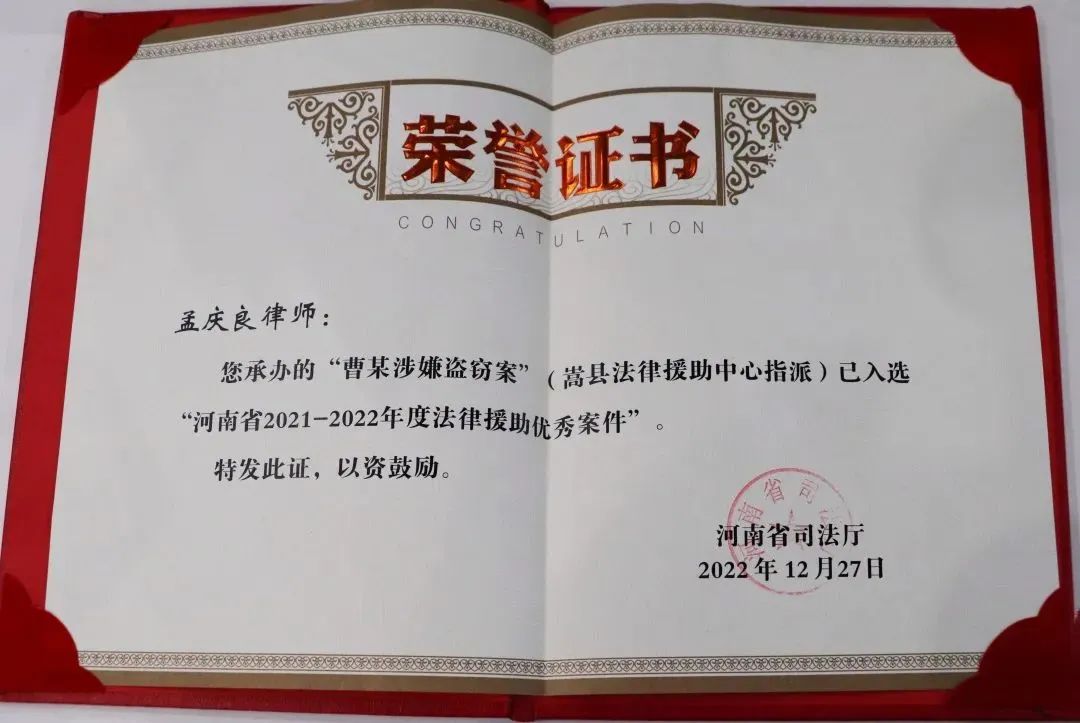 荣誉证书
CONGRATULATION
孟庆良律师：
您承办的“曹某涉嫌盗窃案”（嵩县法律援助中心指派）已入选
“河南省2021-2022年度法律援助优秀案件”。
特发此证，以资鼓励。
河南省司法厅
2022年12月27日